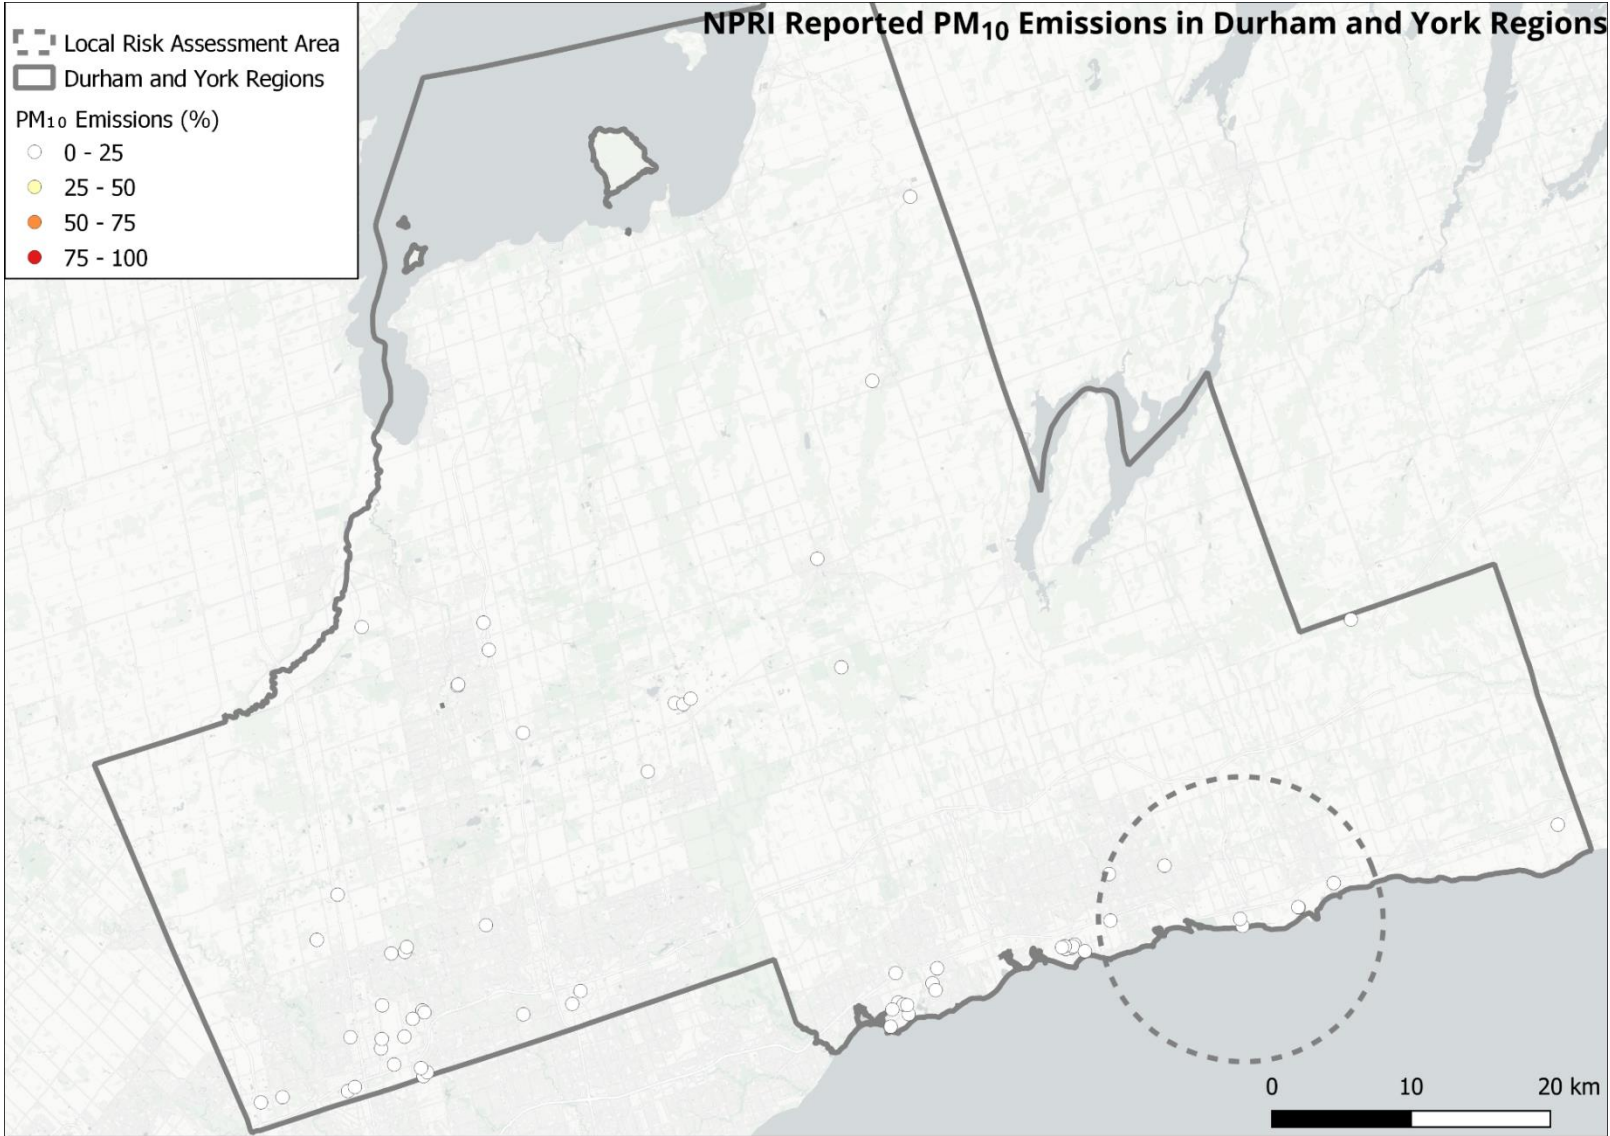 NPRI Reported PM₁₀ Emissions in Durham and York Regions
Local Risk Assessment Area
Durham and York Regions
PM₁₀ Emissions (%)
0 - 25
25 - 50
50 - 75
75 - 100
0 10 20 km